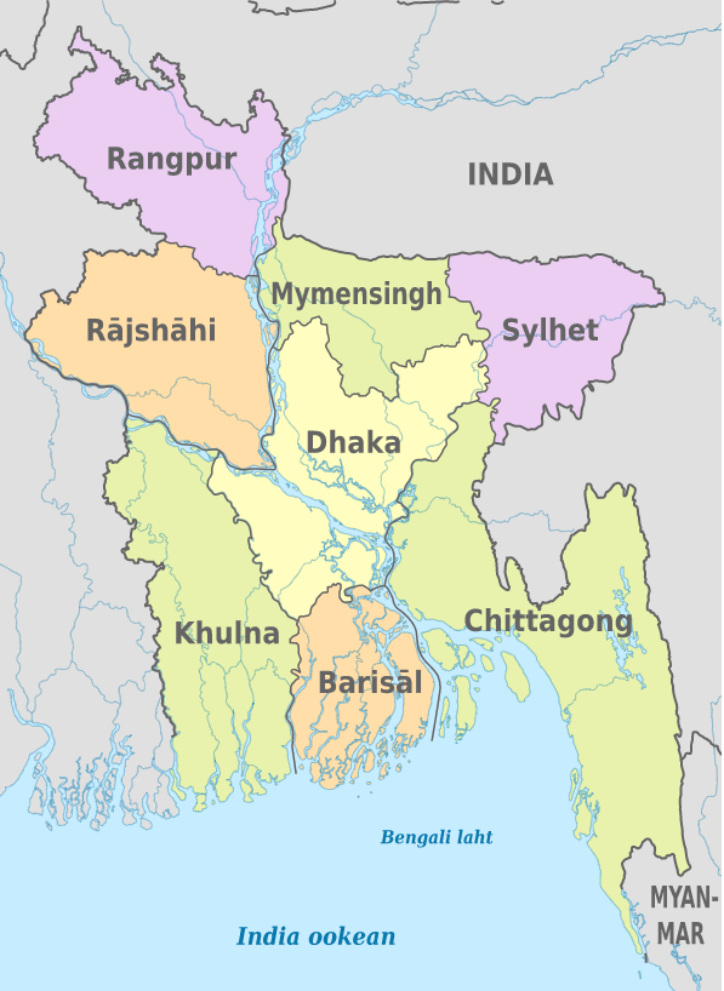 Rangpur
INDIA
Mymensingh
Rājshāhi
Sylhet
Dhaka
Chittagong
Khulna
Barisāl
Bengali laht
MYAN-
MAR
India ookean